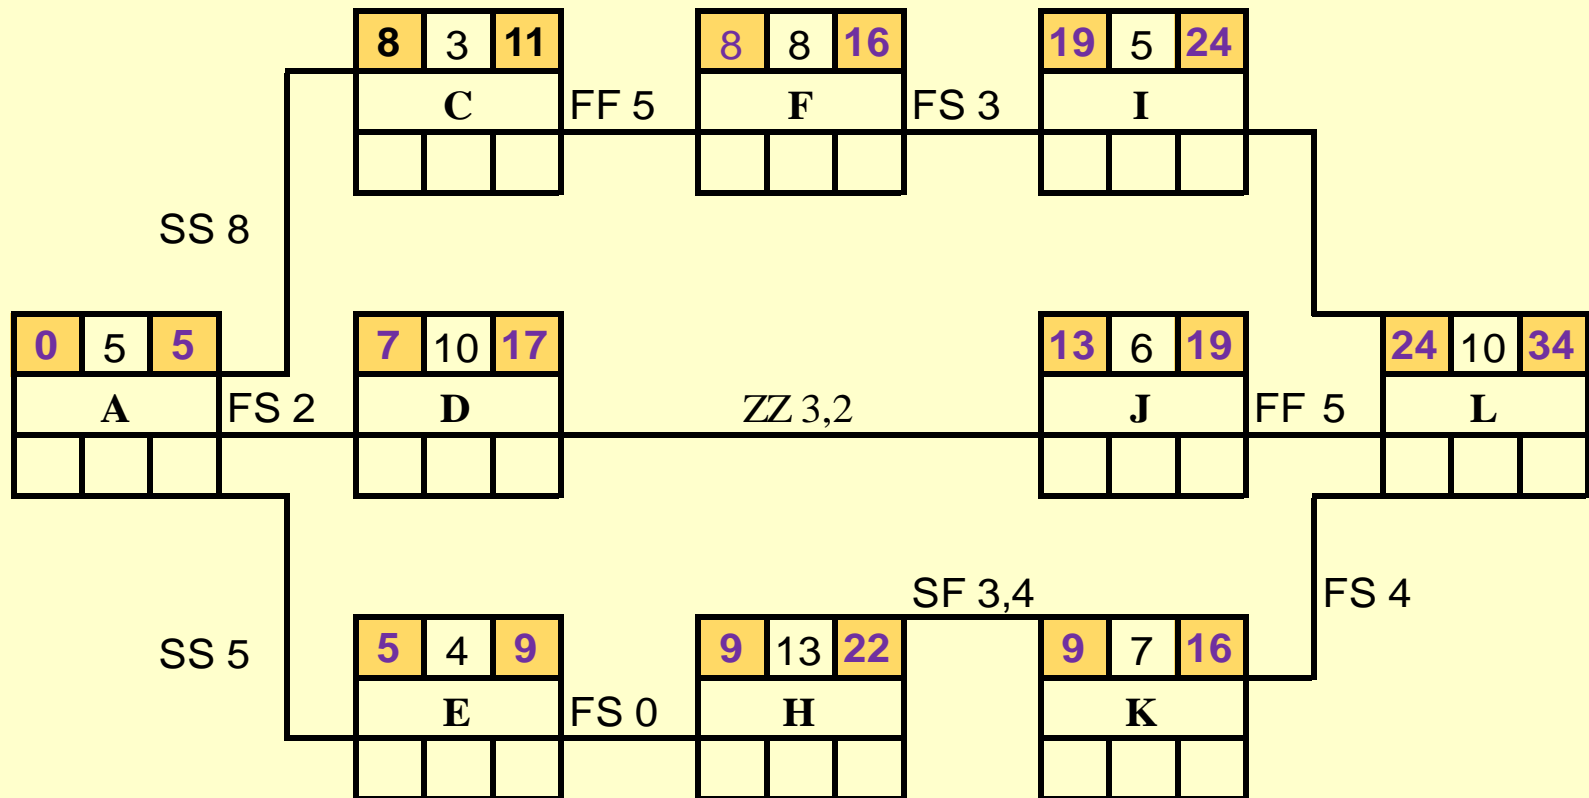 8 3 11
C
FF 5
8 8 16
F
FS 3
19 5 24
I
SS 8
0 5 5
A
FS 2
7 10 17
D
ZZ 3,2
13 6 19
J
FF 5
24 10 34
L
SS 5
5 4 9
E
FS 0
9 13 22
H
SF 3,4
9 7 16
K
FS 4